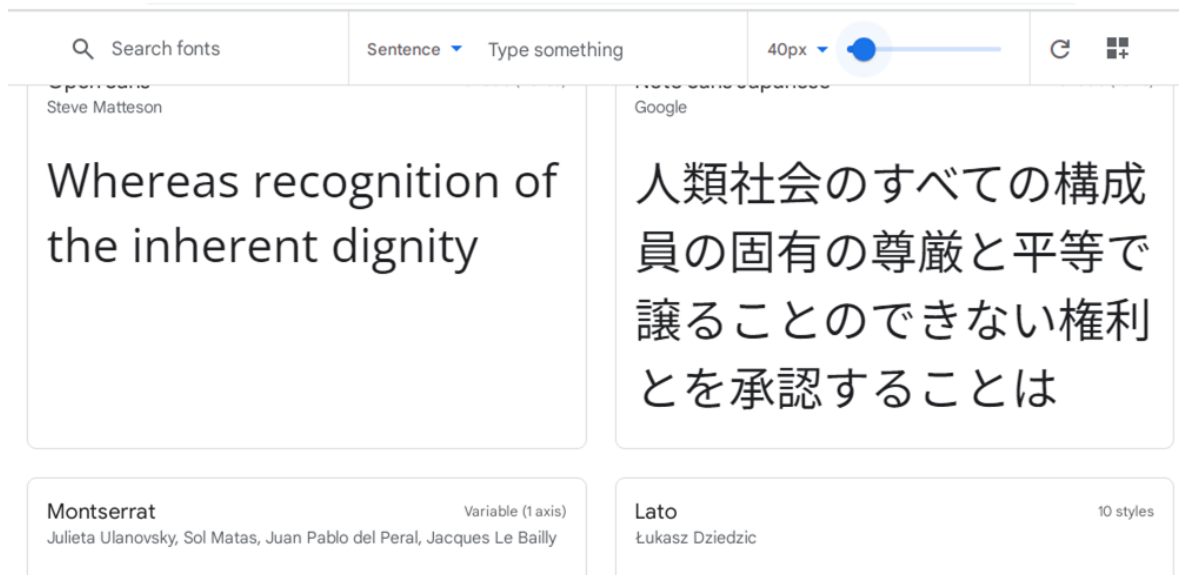 Search fonts
Sentence
Type something
40px
Steve Matteson
Whereas recognition of
the inherent dignity
Google
人類社会のすべての構成
員の固有の尊厳と平等で
譲ることのできない権利
とを承認することは
Montserrat
Variable (1 axis)
Julieta Ulanovsky, Sol Matas, Juan Pablo del Peral, Jacques Le Bailly
Lato
10 styles
Łukasz Dziedzic